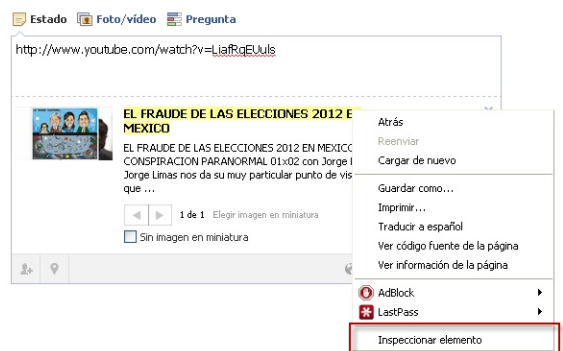 Estado Foto/vídeo Pregunta
http://www.youtube.com/watch?v=LiafRqEUuls
EL FRAUDE DE LAS ELECCIONES 2012 E
MEXICO
EL FRAUDE DE LAS ELECCIONES 2012 EN MEXICO
CONSPIRACION PARANORMAL 01x02 con Jorge
Jorge Limas nos da su muy particular punto de vis
que ...
1 de 1 Elegir imagen en miniatura
Sin imagen en miniatura
Atrás
Reenviar
Cargar de nuevo
Guardar como...
Imprimir...
Traducir a español
Ver código fuente de la página
Ver información de la página
AdBlock
LastPass
Inspeccionar elemento